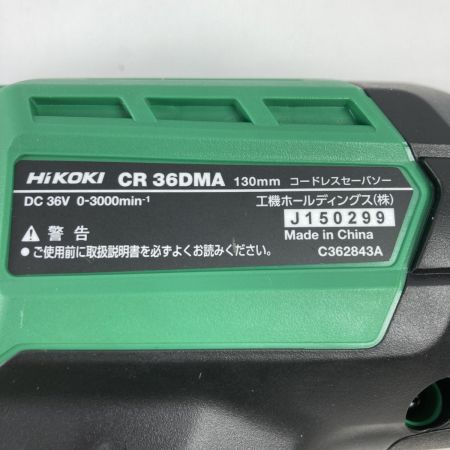 HiKOKI CR 36DMA 130mm コードレスセーバソー
DC 36V 0-3000min-1 工機ホールディングス(株)
J150299
⚠ 警告 Made in China
● ご使用前に取扱説明書を必ずよくお読みください。 C362843A